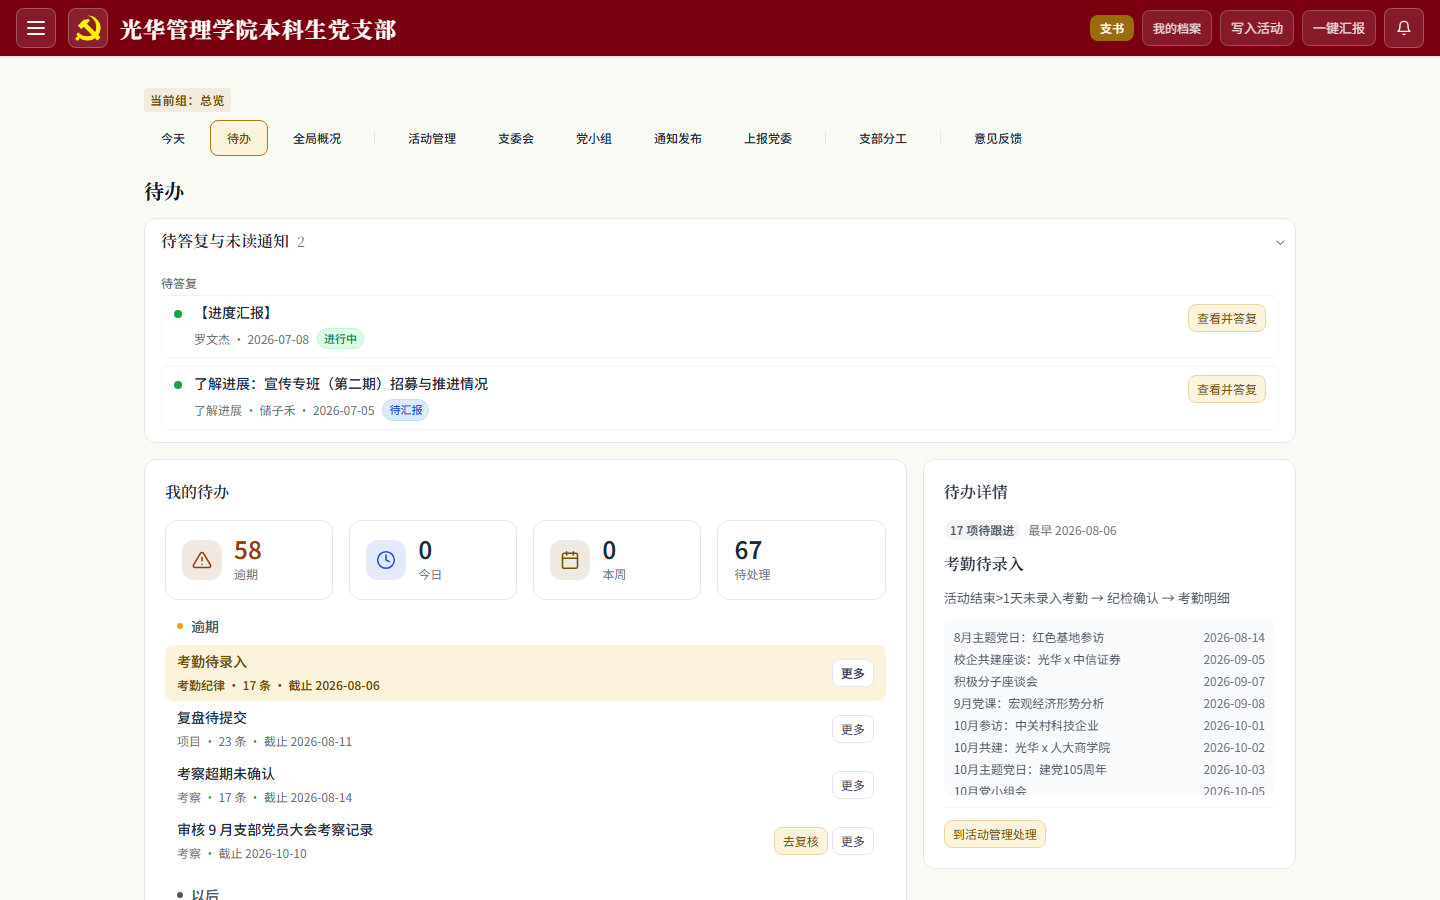 光华管理学院本科生党支部
支书
我的档案
写入活动
一键汇报
当前组：总览
今天
待办
全局概况
活动管理
支委会
党小组
通知发布
上报党委
支部分工
意见反馈
待办
待答复与未读通知 2
待答复
【进度汇报】
罗文杰 · 2026-07-08 进行中
查看并答复
了解进展：宣传专班（第二期）招募与推进情况
了解进展 · 储子禾 · 2026-07-05 待汇报
查看并答复
我的待办
58
逾期
0
今日
0
本周
67
待处理
逾期
考勤待录入
考勤纪律 · 17 条 · 截止 2026-08-06
更多
复盘待提交
项目 · 23 条 · 截止 2026-08-11
更多
考察超期未确认
考察 · 17 条 · 截止 2026-08-14
更多
审核 9 月支部党员大会考察记录
考察 · 截止 2026-10-10
去复核
更多
以后
待办详情
17 项待跟进 最早 2026-08-06
考勤待录入
活动结束>1天未录入考勤 → 纪检确认 → 考勤明细
8月主题党日：红色基地参访 2026-08-14
校企共建座谈：光华 x 中信证券 2026-09-05
积极分子座谈会 2026-09-07
9月党课：宏观经济形势分析 2026-09-08
10月参访：中关村科技企业 2026-10-01
10月共建：光华 x 人大商学院 2026-10-02
10月主题党日：建党105周年 2026-10-03
10月党小组会 2026-10-05
到活动管理处理